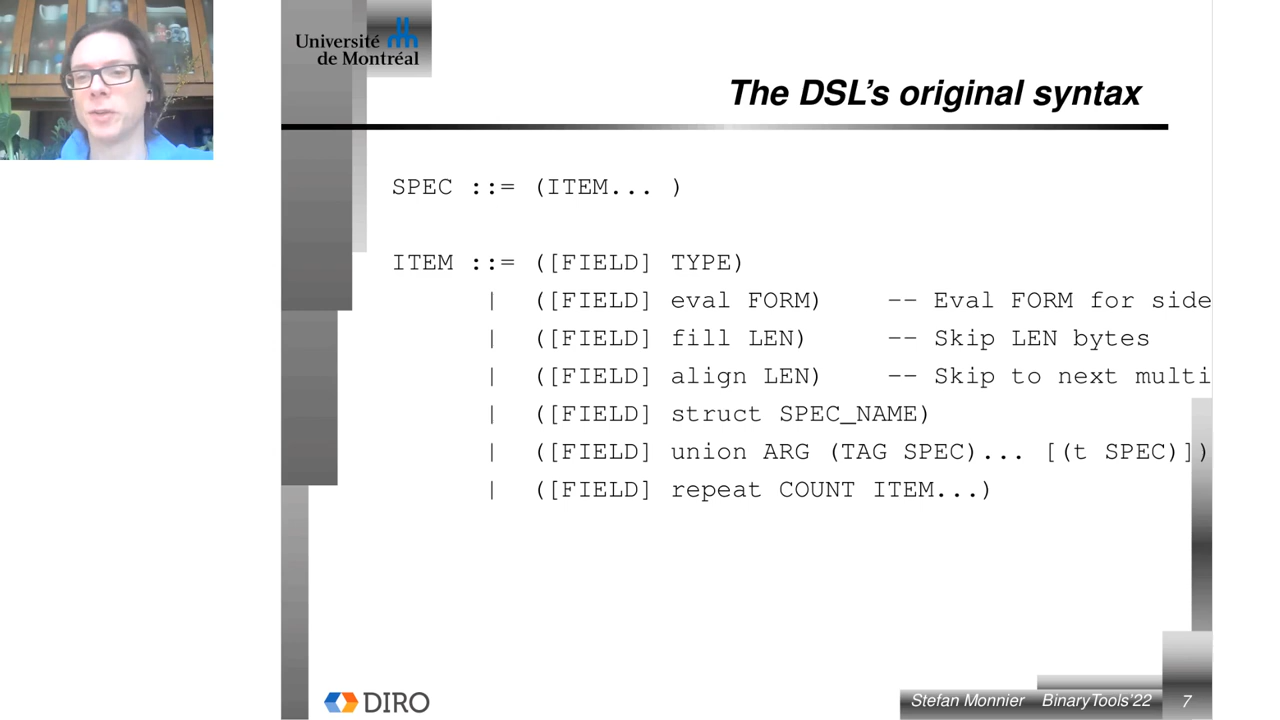 Université
de Montréal
The DSL's original syntax
SPEC ::= (ITEM... )
ITEM ::= ([FIELD] TYPE)
| ([FIELD] eval FORM) -- Eval FORM for side
| ([FIELD] fill LEN) -- Skip LEN bytes
| ([FIELD] align LEN) -- Skip to next multi
| ([FIELD] struct SPEC_NAME)
| ([FIELD] union ARG (TAG SPEC)... [(t SPEC)])
| ([FIELD] repeat COUNT ITEM...)
DIRO
Stefan Monnier BinaryTools'22 7